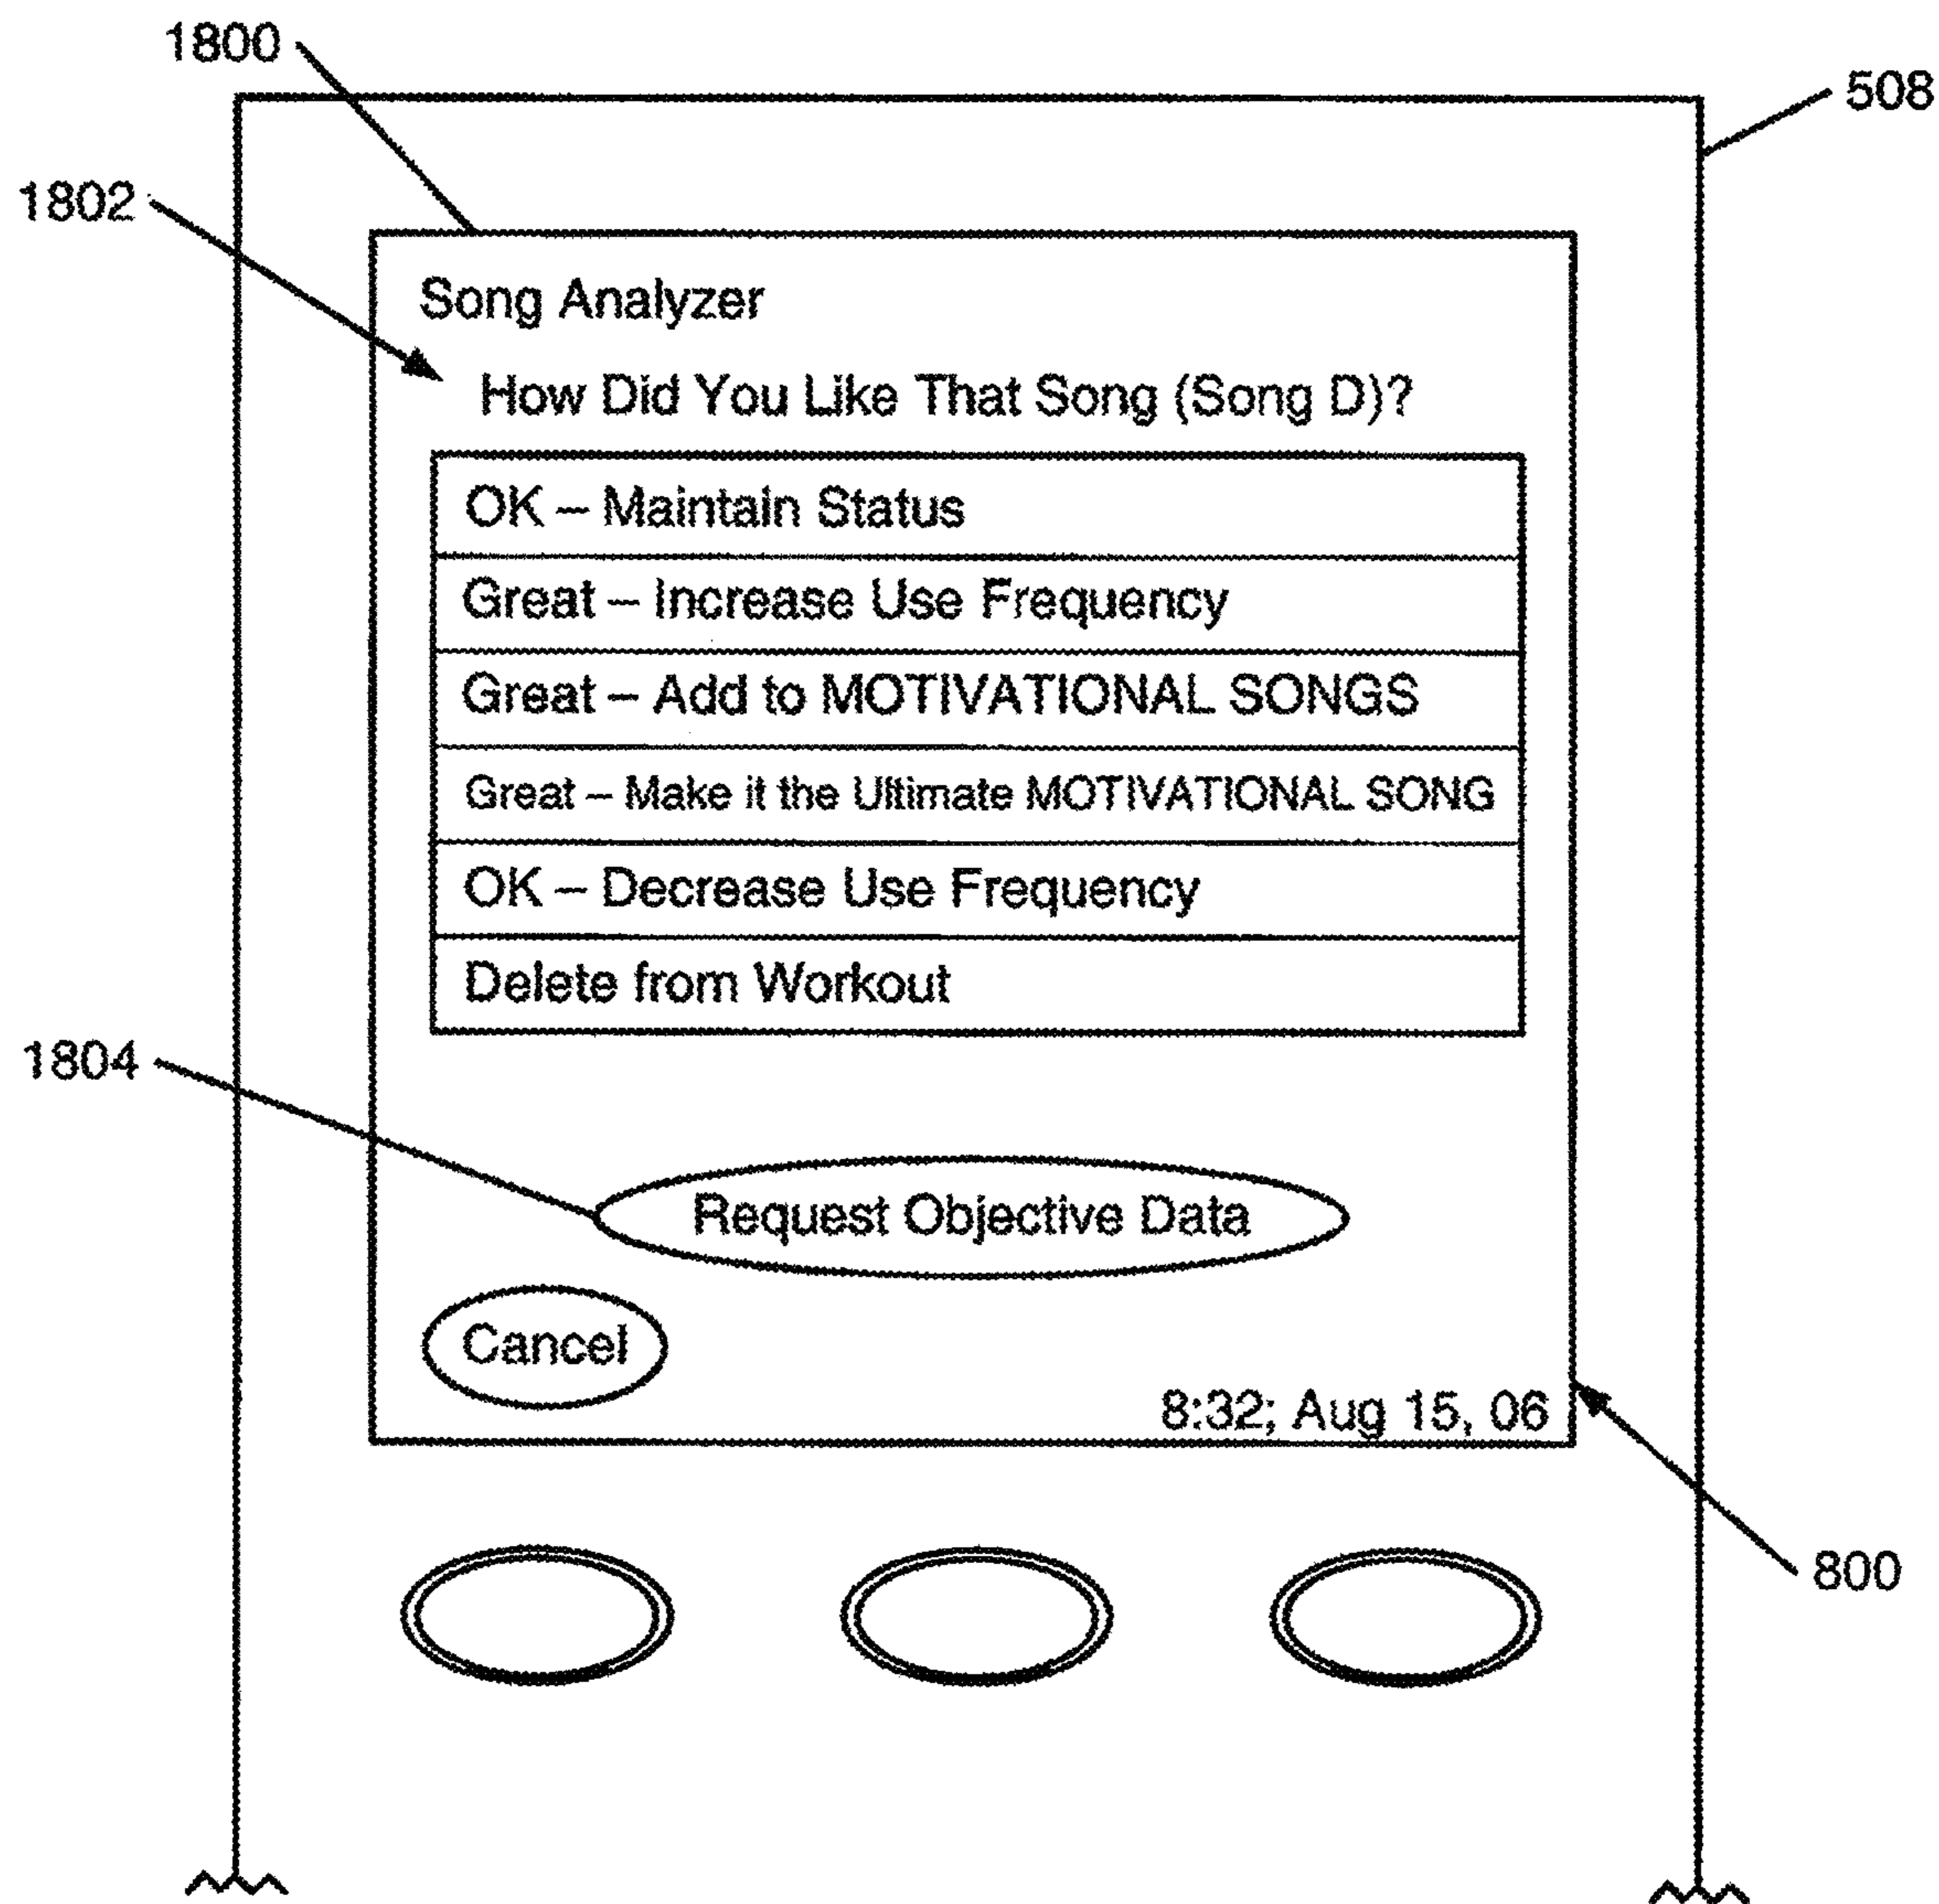 1800
508
1802
Song Analyzer
How Did You Like That Song (Song D)?
OK – Maintain Status
Great – Increase Use Frequency
Great – Add to MOTIVATIONAL SONGS
Great – Make it the Ultimate MOTIVATIONAL SONG
OK – Decrease Use Frequency
Delete from Workout
1804
Request Objective Data
Cancel
8:32; Aug 15, 06
800